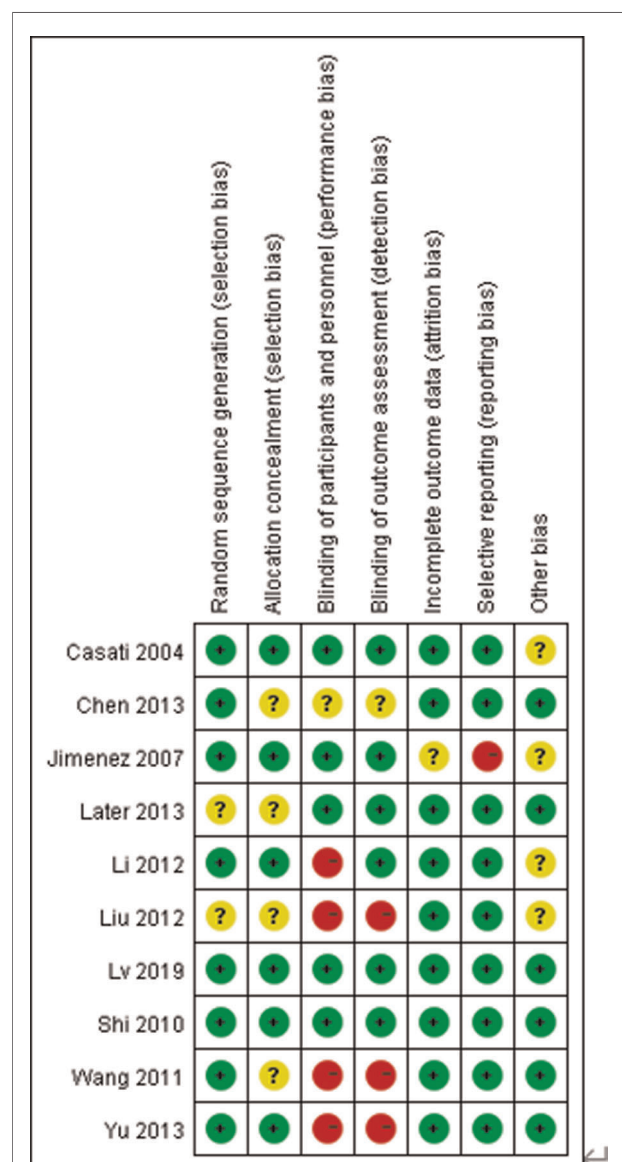 Random sequence generation (selection bias)
Allocation concealment (selection bias)
Blinding of participants and personnel (performance bias)
Blinding of outcome assessment (detection bias)
Incomplete outcome data (attrition bias)
Selective reporting (reporting bias)
Other bias
Casati 2004 + + + + + + ?
Chen 2013 + ? ? ? + + +
Jimenez 2007 + + + + ? - ?
Later 2013 ? ? + + + + +
Li 2012 + + - + + + ?
Liu 2012 ? ? - - + + ?
Lv 2019 + + + + + + +
Shi 2010 + + + + + + +
Wang 2011 + ? - - + + +
Yu 2013 + + - - + + +